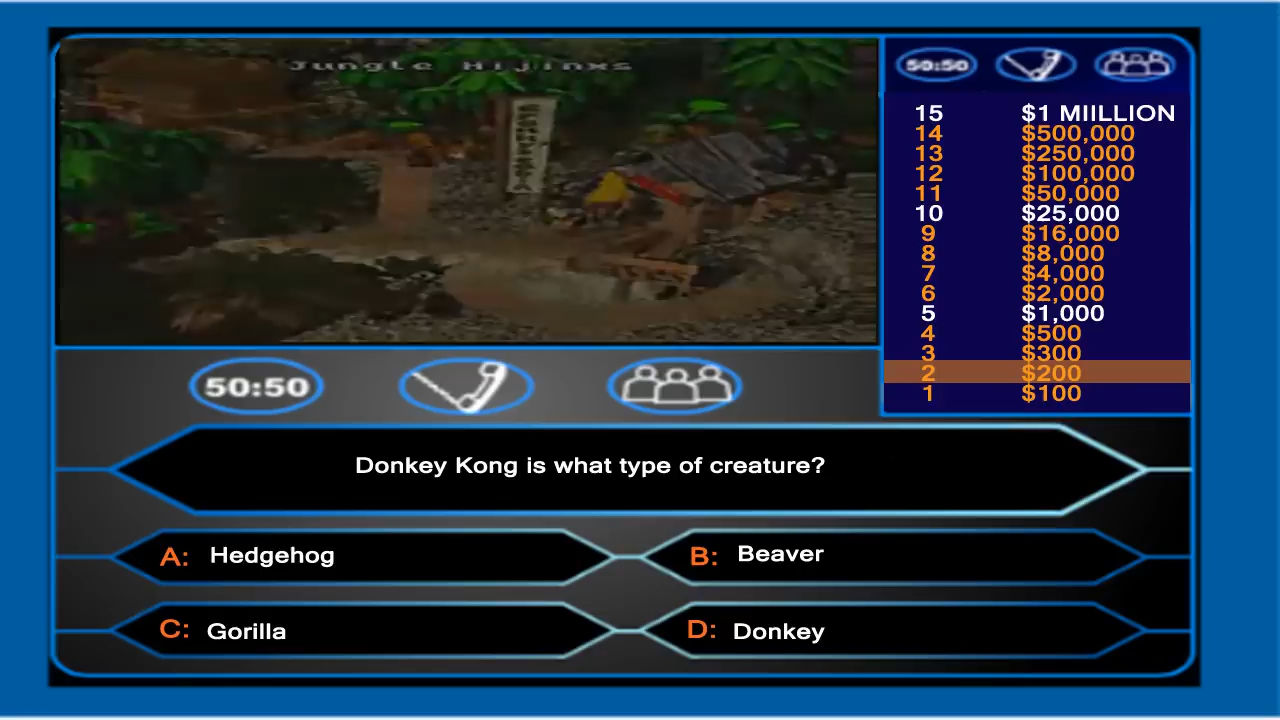 Jungle Hijinxs
50:50
15 $1 MIILLION
14 $500,000
13 $250,000
12 $100,000
11 $50,000
10 $25,000
9 $16,000
8 $8,000
7 $4,000
6 $2,000
5 $1,000
4 $500
3 $300
2 $200
1 $100
50:50
Donkey Kong is what type of creature?
A: Hedgehog
B: Beaver
C: Gorilla
D: Donkey